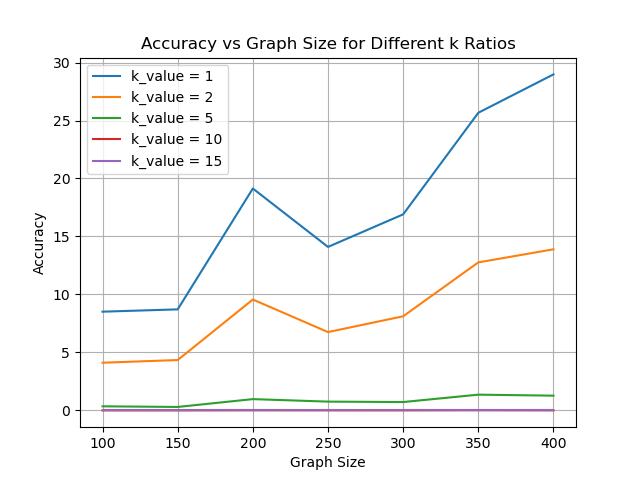 Accuracy vs Graph Size for Different k Ratios
k_value = 1
k_value = 2
k_value = 5
k_value = 10
k_value = 15
30
25
20
15
10
5
0
Accuracy
100 150 200 250 300 350 400
Graph Size